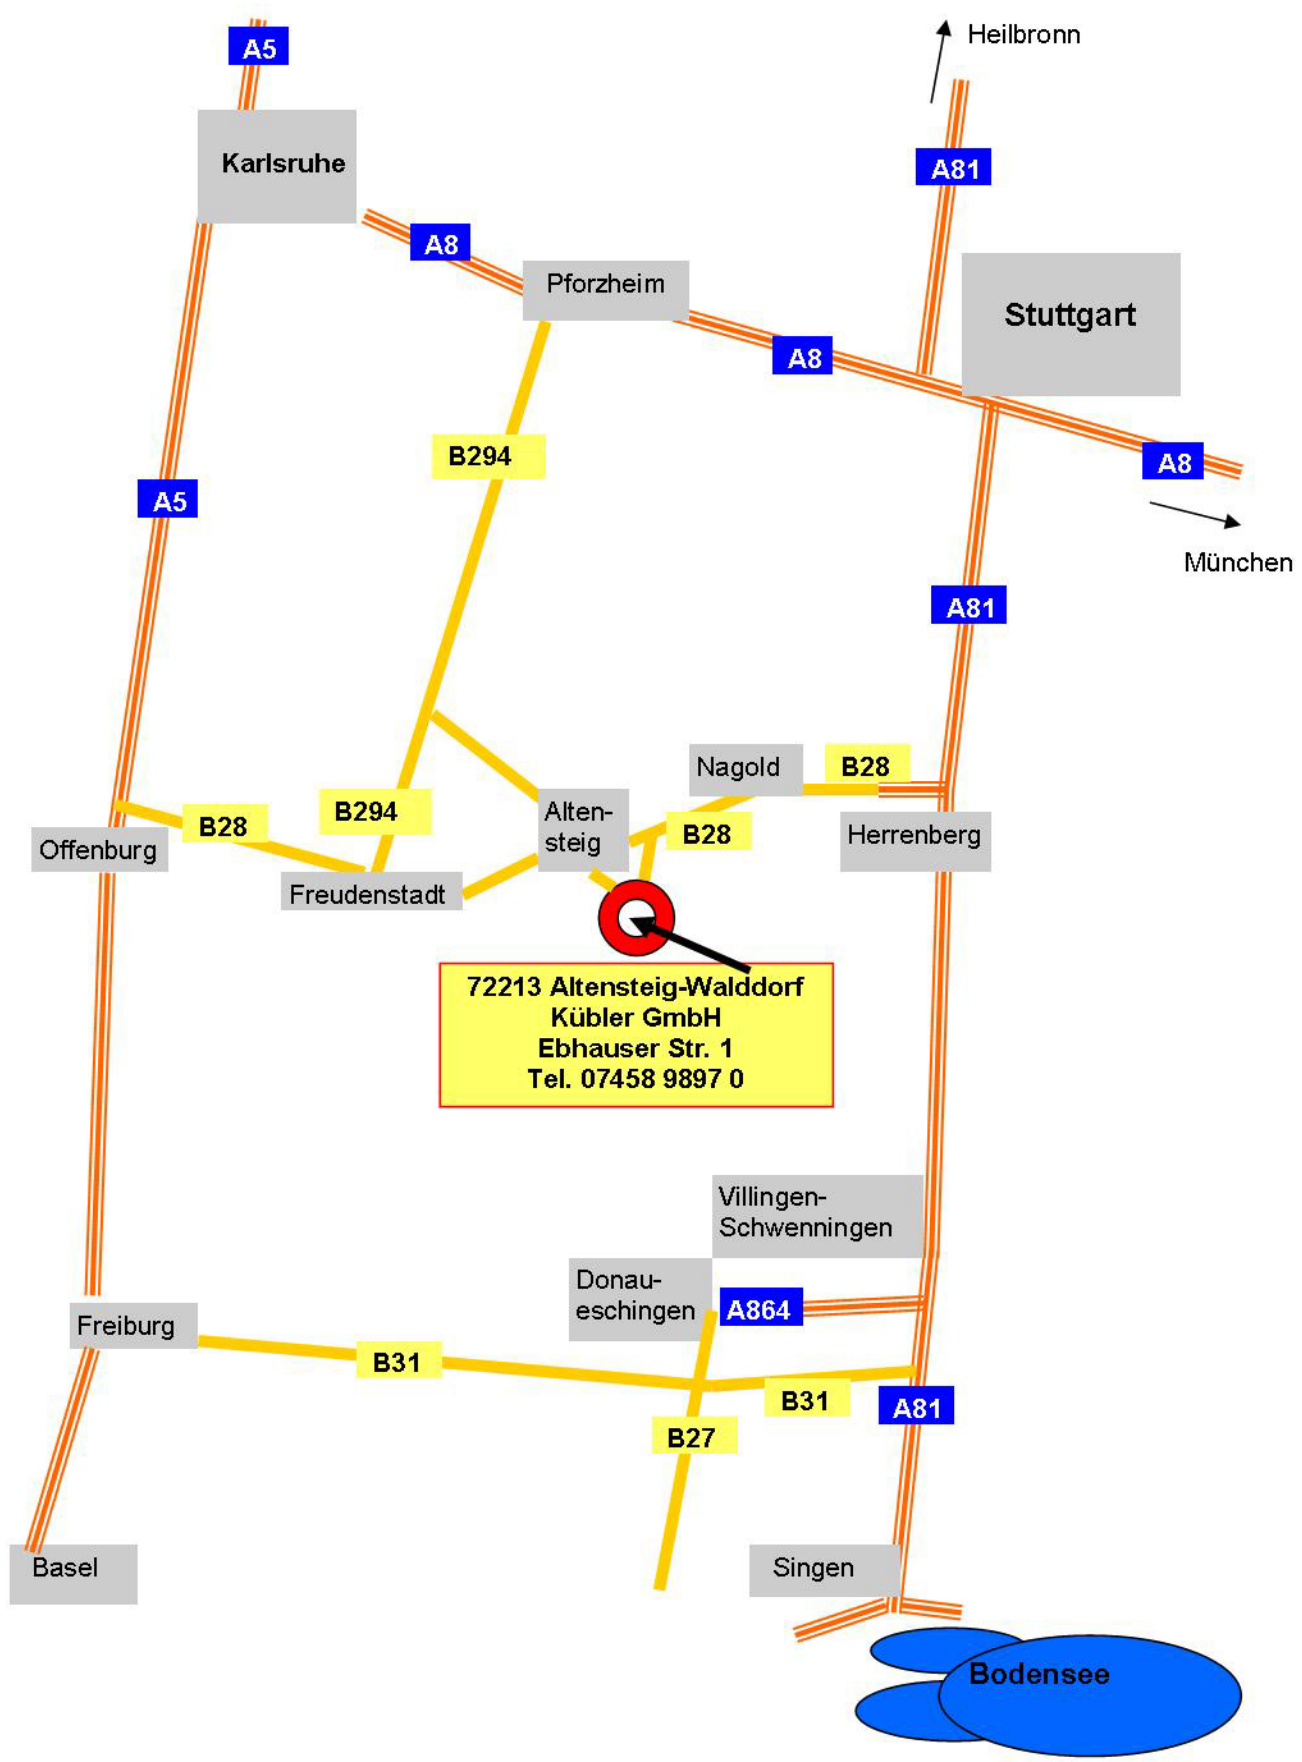 A5
Heilbronn
Karlsruhe
A81
A8
Pforzheim
Stuttgart
A8
B294
A8
A5
München
A81
Nagold
B28
B294
Alten-
steig
B28
B28
Herrenberg
Offenburg
Freudenstadt
72213 Altensteig-Walddorf
Kübler GmbH
Ebhauser Str. 1
Tel. 07458 9897 0
Villingen-
Schwenningen
Donau-
eschingen
A864
Freiburg
B31
B31
A81
B27
Basel
Singen
Bodensee